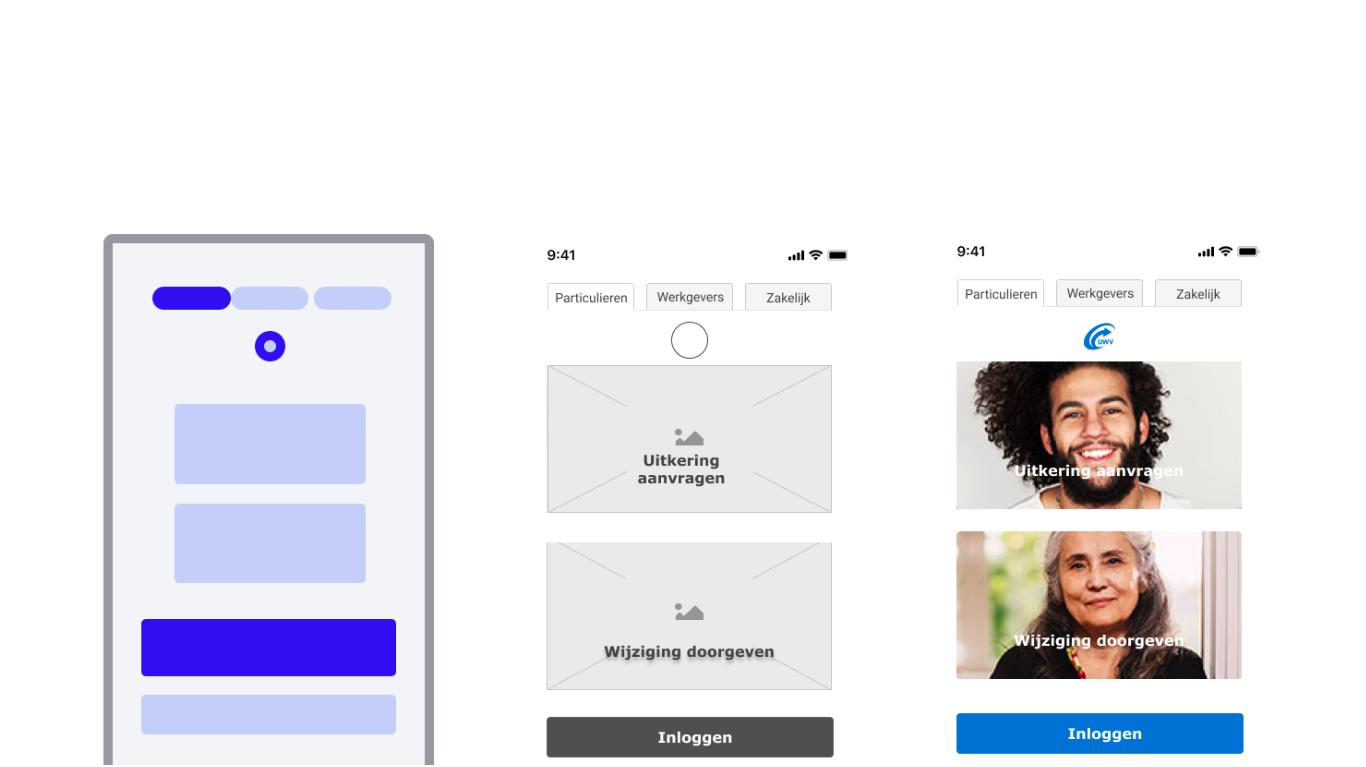 9:41
Particulieren
Werkgevers
Zakelijk
Uitkering
aanvragen
Wijziging doorgeven
Inloggen
9:41
Particulieren
Werkgevers
Zakelijk
UWV
Uitkering aanvragen
Wijziging doorgeven
Inloggen